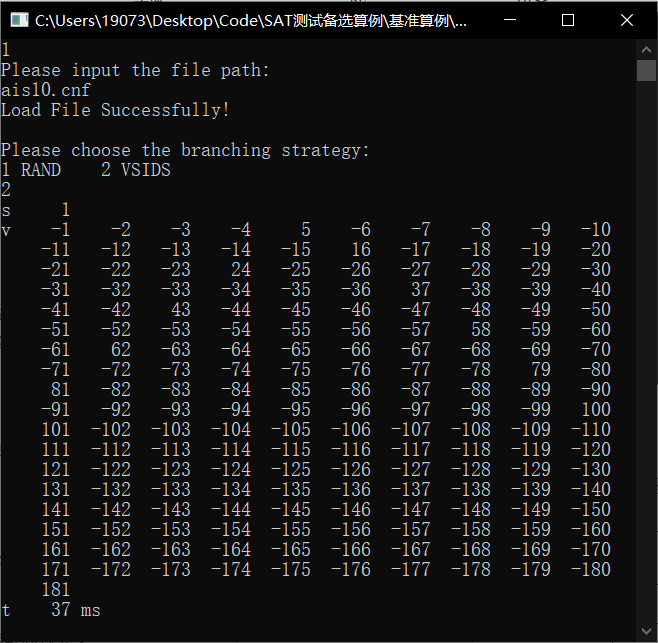 C:\Users\19073\Desktop\Code\SAT测试备选算例\基准算例\...
1
Please input the file path:
ais10.cnf
Load File Successfully!
Please choose the branching strategy:
1 RAND    2 VSIDS
2
s     1
v    -1    -2    -3    -4     5    -6    -7    -8    -9   -10
    -11   -12   -13   -14   -15    16   -17   -18   -19   -20
    -21   -22   -23    24   -25   -26   -27   -28   -29   -30
    -31   -32   -33   -34   -35   -36    37   -38   -39   -40
    -41   -42    43   -44   -45   -46   -47   -48   -49   -50
    -51   -52   -53   -54   -55   -56   -57    58   -59   -60
    -61    62   -63   -64   -65   -66   -67   -68   -69   -70
    -71   -72   -73   -74   -75   -76   -77   -78    79   -80
     81   -82   -83   -84   -85   -86   -87   -88   -89   -90
    -91   -92   -93   -94   -95   -96   -97   -98   -99   100
    101  -102  -103  -104  -105  -106  -107  -108  -109  -110
    111  -112  -113  -114  -115  -116  -117  -118  -119  -120
    121  -122  -123  -124  -125  -126  -127  -128  -129  -130
    131  -132  -133  -134  -135  -136  -137  -138  -139  -140
    141  -142  -143  -144  -145  -146  -147  -148  -149  -150
    151  -152  -153  -154  -155  -156  -157  -158  -159  -160
    161  -162  -163  -164  -165  -166  -167  -168  -169  -170
    171  -172  -173  -174  -175  -176  -177  -178  -179  -180
    181
t    37 ms